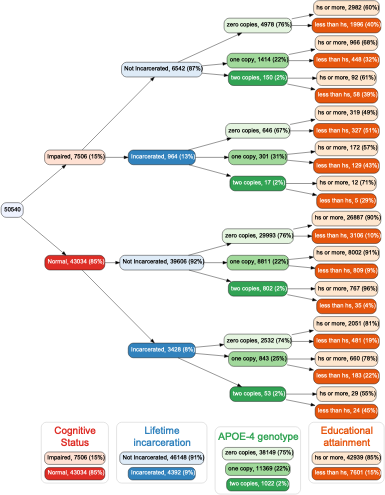 hs or more, 2982 (60%)
zero copies, 4978 (76%)
less than hs, 1996 (40%)
hs or more, 966 (68%)
one copy, 1414 (22%)
less than hs, 448 (32%)
Not Incarcerated, 6542 (87%)
two copies, 150 (2%)
hs or more, 92 (61%)
less than hs, 58 (39%)
hs or more, 319 (49%)
zero copies, 646 (67%)
less than hs, 327 (51%)
hs or more, 172 (57%)
Impaired, 7506 (15%)
Incarcerated, 964 (13%)
one copy, 301 (31%)
less than hs, 129 (43%)
two copies, 17 (2%)
hs or more, 12 (71%)
less than hs, 5 (29%)
50540
hs or more, 26887 (90%)
zero copies, 29993 (76%)
less than hs, 3106 (10%)
hs or more, 8002 (91%)
Normal, 43034 (85%)
Not Incarcerated, 39606 (92%)
one copy, 8811 (22%)
less than hs, 809 (9%)
two copies, 802 (2%)
hs or more, 767 (96%)
less than hs, 35 (4%)
hs or more, 2051 (81%)
zero copies, 2532 (74%)
less than hs, 481 (19%)
Incarcerated, 3428 (8%)
one copy, 843 (25%)
hs or more, 660 (78%)
less than hs, 183 (22%)
two copies, 53 (2%)
hs or more, 29 (55%)
less than hs, 24 (45%)
Cognitive
Status
Impaired, 7506 (15%)
Normal, 43034 (85%)
Lifetime
incarceration
Not Incarcerated, 46148 (91%)
Incarcerated, 4392 (9%)
APOE-4 genotype
zero copies, 38149 (75%)
one copy, 11369 (22%)
two copies, 1022 (2%)
Educational
attainment
hs or more, 42939 (85%)
less than hs, 7601 (15%)